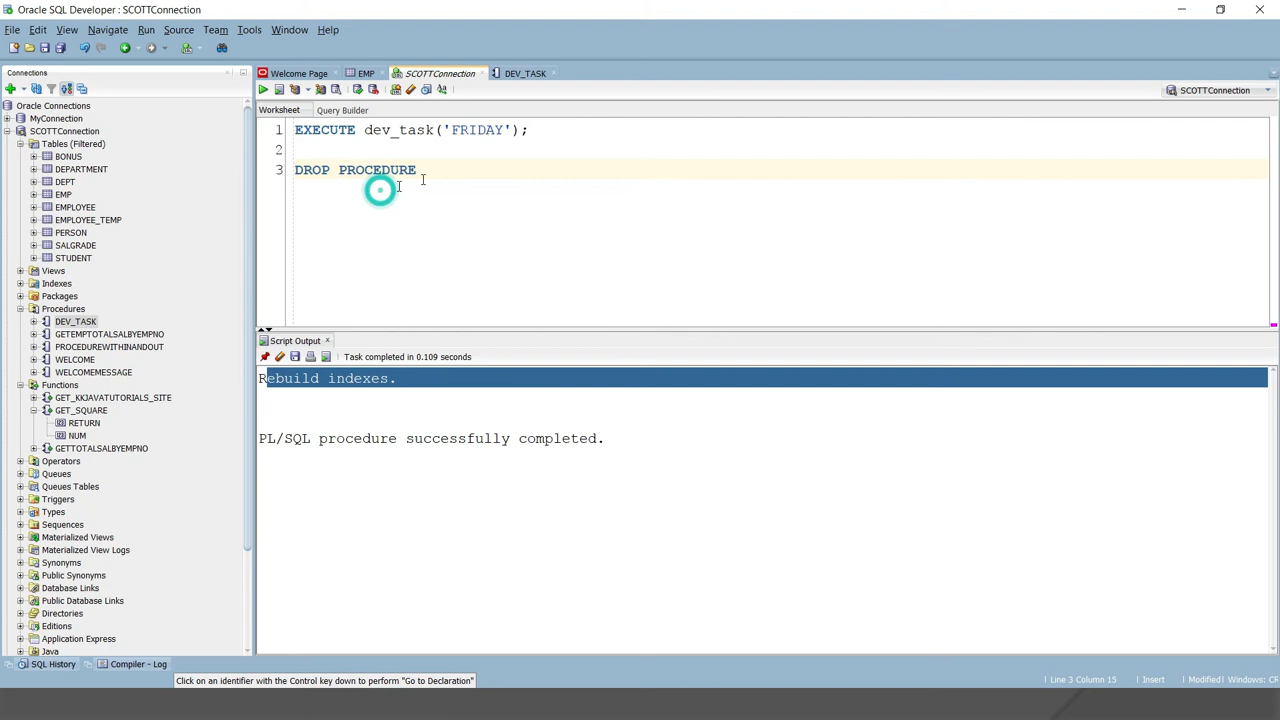 Oracle SQL Developer : SCOTTConnection
File Edit View Navigate Run Source Team Tools Window Help
Connections
Welcome Page EMP SCOTTConnection DEV_TASK
SCOTTConnection
Worksheet Query Builder
1 EXECUTE dev_task('FRIDAY');
2
3 DROP PROCEDURE
Oracle Connections
MyConnection
SCOTTConnection
Tables (Filtered)
BONUS
DEPARTMENT
DEPT
EMP
EMPLOYEE
EMPLOYEE_TEMP
PERSON
SALGRADE
STUDENT
Views
Indexes
Packages
Procedures
DEV_TASK
GETEMPTOTALSALBYEMPNO
PROCEDUREWITHINANDOUT
WELCOME
WELCOMEMESSAGE
Functions
GET_KKJAVATUTORIALS_SITE
GET_SQUARE
RETURN
NUM
GETTOTALSALBYEMPNO
Operators
Queues
Queues Tables
Triggers
Types
Sequences
Materialized Views
Materialized View Logs
Synonyms
Public Synonyms
Database Links
Public Database Links
Directories
Editions
Application Express
Java
Script Output
Task completed in 0.109 seconds
Rebuild indexes.
PL/SQL procedure successfully completed.
SQL History Compiler - Log
Click on an identifier with the Control key down to perform "Go to Declaration"
Line 3 Column 15 Insert Modified Windows: CR